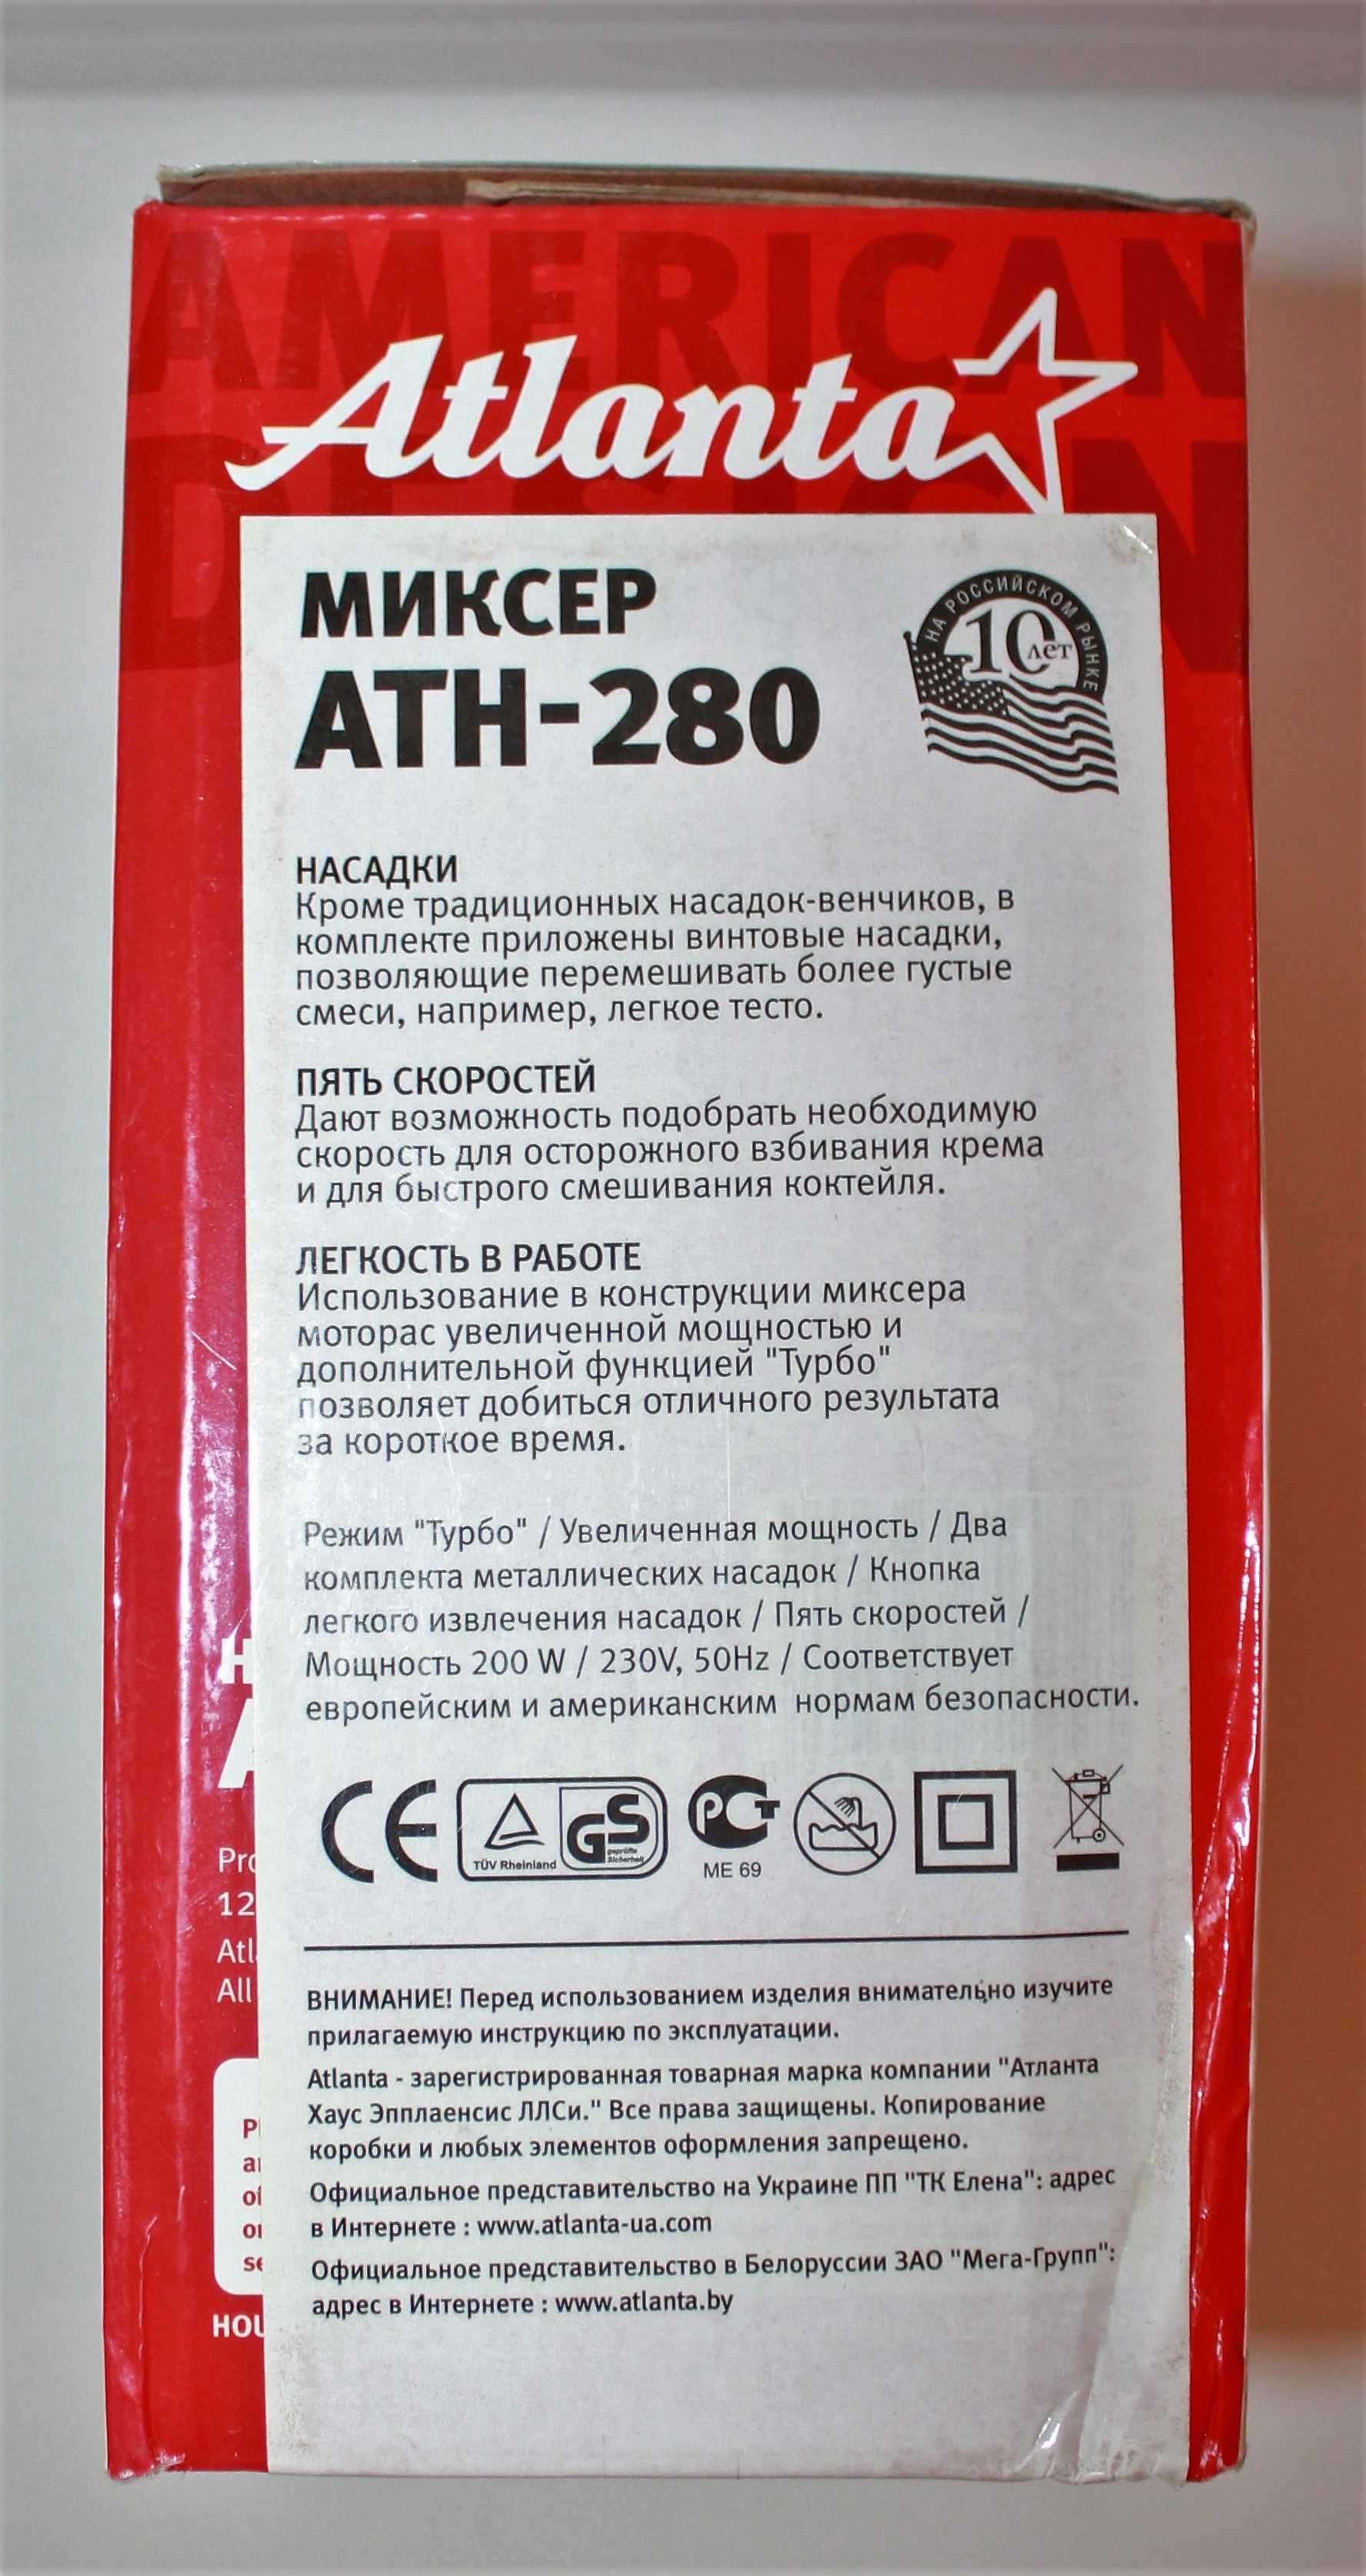 AMERICAN
DESIGN
Atlanta
МИКСЕР
АТН-280
НА РОССИЙСКОМ РЫНКЕ
10 лет
НАСАДКИ
Кроме традиционных насадок-венчиков, в
комплекте приложены винтовые насадки,
позволяющие перемешивать более густые
смеси, например, легкое тесто.
ПЯТЬ СКОРОСТЕЙ
Дают возможность подобрать необходимую
скорость для осторожного взбивания крема
и для быстрого смешивания коктейля.
ЛЕГКОСТЬ В РАБОТЕ
Использование в конструкции миксера
моторас увеличенной мощностью и
дополнительной функцией "Турбо"
позволяет добиться отличного результата
за короткое время.
Режим "Турбо" / Увеличенная мощность / Два
комплекта металлических насадок / Кнопка
легкого извлечения насадок / Пять скоростей /
Мощность 200 W / 230V, 50Hz / Соответствует
европейским и американским нормам безопасности.
CE
TÜV Rheinland
GS
geprüfte
Sicherheit
РСТ
ME 69
ВНИМАНИЕ! Перед использованием изделия внимательно изучите
прилагаемую инструкцию по эксплуатации.
Atlanta - зарегистрированная товарная марка компании "Атланта
Хаус Эпплаенсис ЛЛСи." Все права защищены. Копирование
коробки и любых элементов оформления запрещено.
Официальное представительство на Украине ПП "ТК Елена": адрес
в Интернете : www.atlanta-ua.com
Официальное представительство в Белоруссии ЗАО "Мега-Групп":
адрес в Интернете : www.atlanta.by
12
All